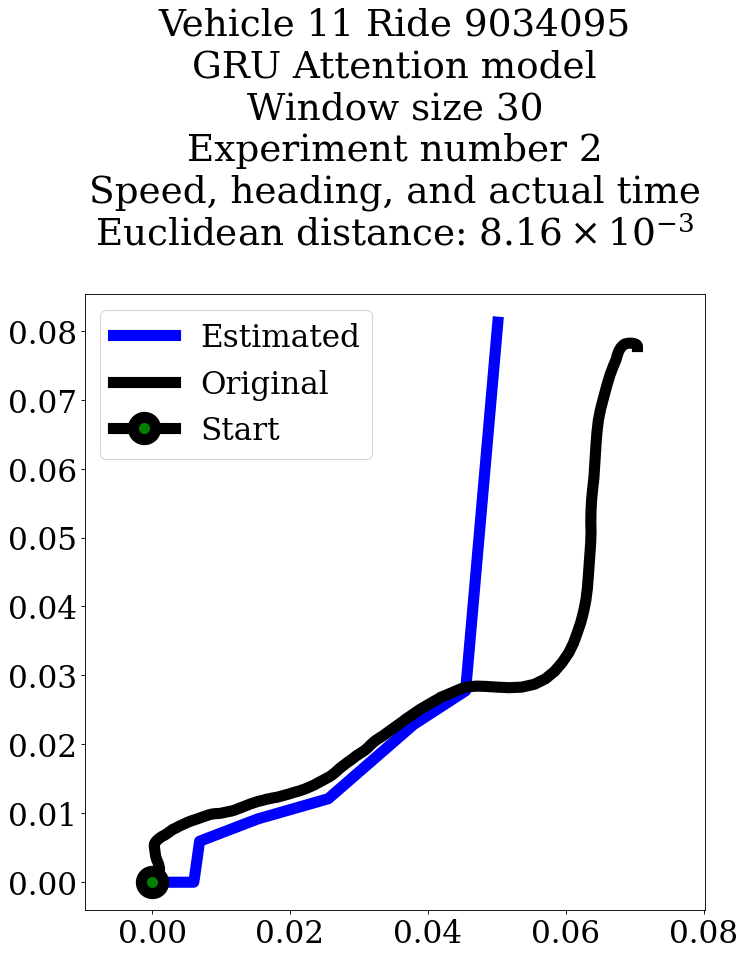 Vehicle 11 Ride 9034095
GRU Attention model
Window size 30
Experiment number 2
Speed, heading, and actual time
Euclidean distance: 8.16 × 10⁻³
Estimated
Original
Start
0.08
0.07
0.06
0.05
0.04
0.03
0.02
0.01
0.00
0.00 0.02 0.04 0.06 0.08